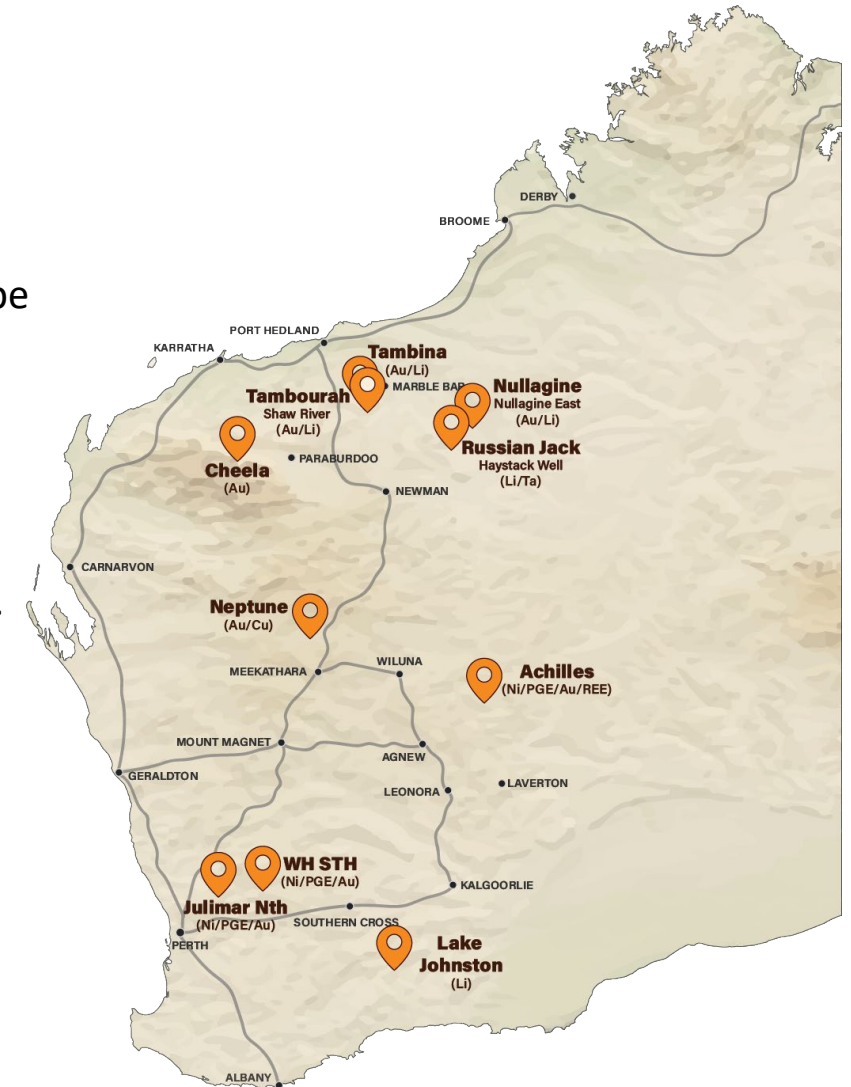 DERBY
BROOME
pe
PORT HEDLAND
KARRATHA
Tambina
(Au/Li)
MARBLE BAR
Tambourah
Shaw River
(Au/Li)
Nullagine
Nullagine East
(Au/Li)
Russian Jack
Haystack Well
(Li/Ta)
Cheela
(Au)
PARABURDOO
NEWMAN
CARNARVON
Neptune
(Au/Cu)
MEEKATHARA
WILUNA
Achilles
(Ni/PGE/Au/REE)
MOUNT MAGNET
AGNEW
GERALDTON
LEONORA
LAVERTON
WH STH
(Ni/PGE/Au)
KALGOORLIE
Julimar Nth
(Ni/PGE/Au)
SOUTHERN CROSS
PERTH
Lake
Johnston
(Li)
ALBANY